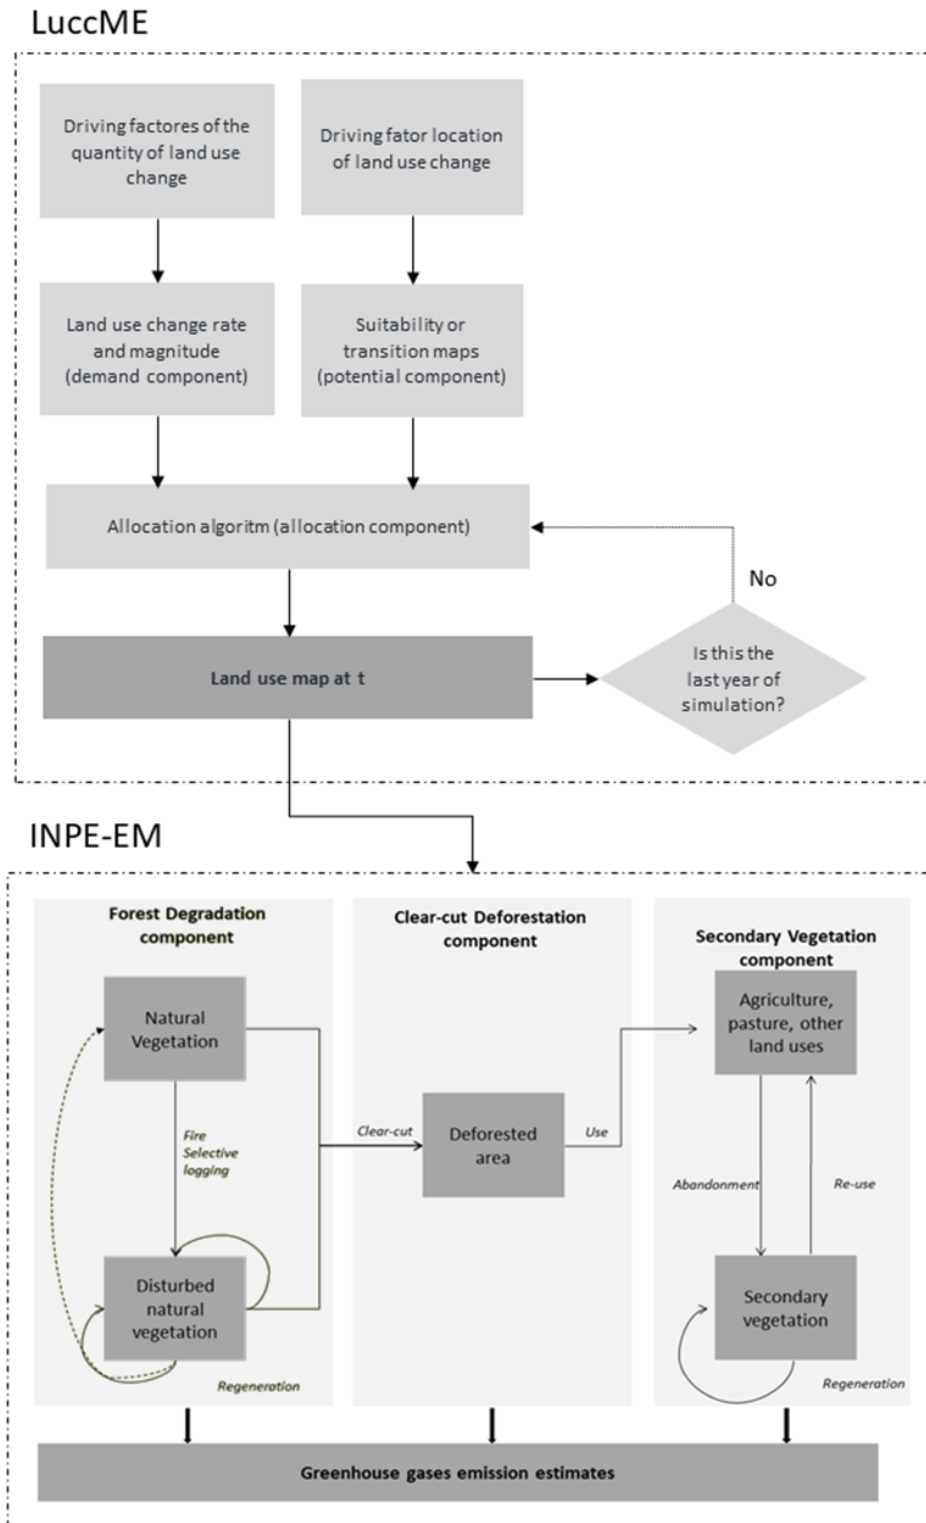 LuccME
Driving factores of the
quantity of land use
change
Driving fator location
of land use change
Land use change rate
and magnitude
(demand component)
Suitability or
transition maps
(potential component)
Allocation algoritm (allocation component)
No
Land use map at t
Is this the
last year of
simulation?
INPE-EM
Forest Degradation
component
Clear-cut Deforestation
component
Secondary Vegetation
component
Natural
Vegetation
Agriculture,
pasture, other
land uses
Fire
Selective
logging
Clear-cut
Deforested
area
Use
Abandonment
Re-use
Disturbed
natural
vegetation
Secondary
vegetation
Regeneration
Regeneration
Greenhouse gases emission estimates